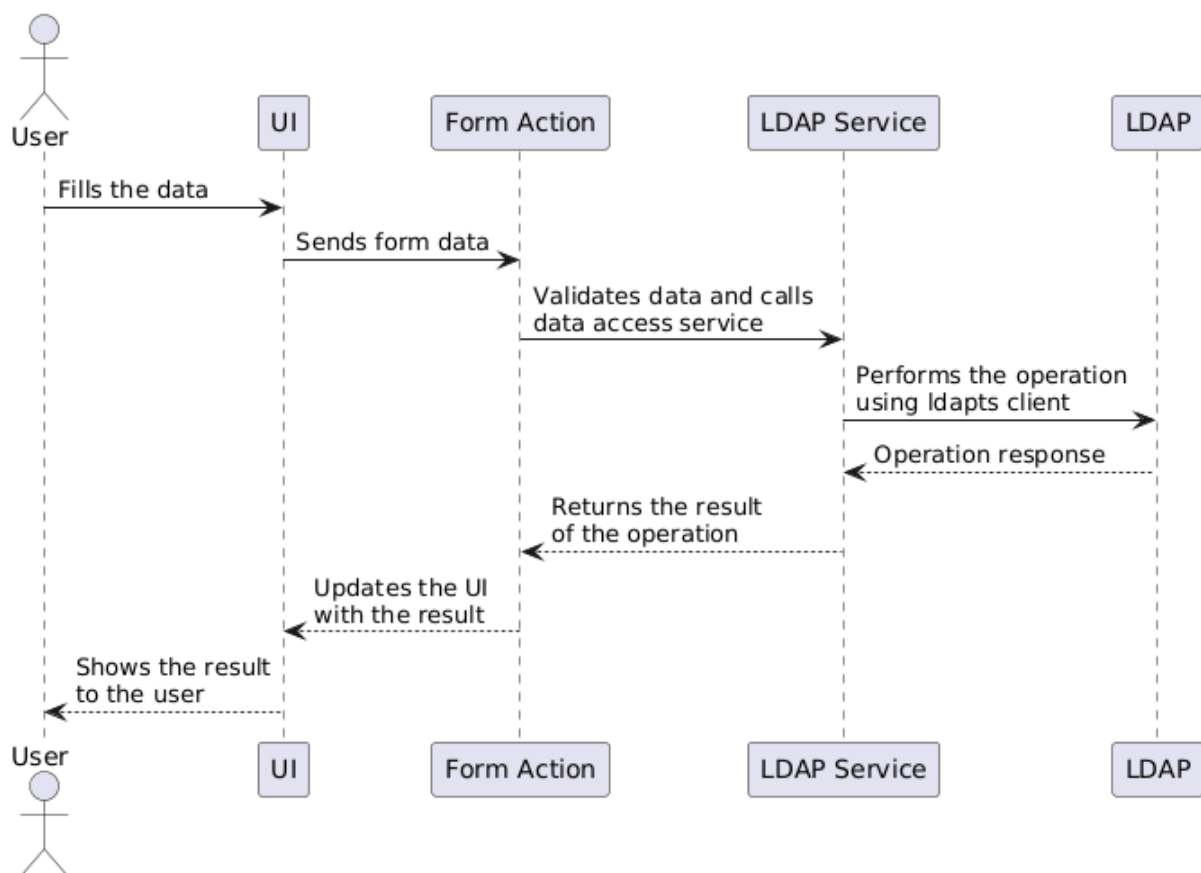 User
UI
Form Action
LDAP Service
LDAP
Fills the data
Sends form data
Validates data and calls
data access service
Performs the operation
using ldapts client
Operation response
Returns the result
of the operation
Updates the UI
with the result
Shows the result
to the user
User
UI
Form Action
LDAP Service
LDAP